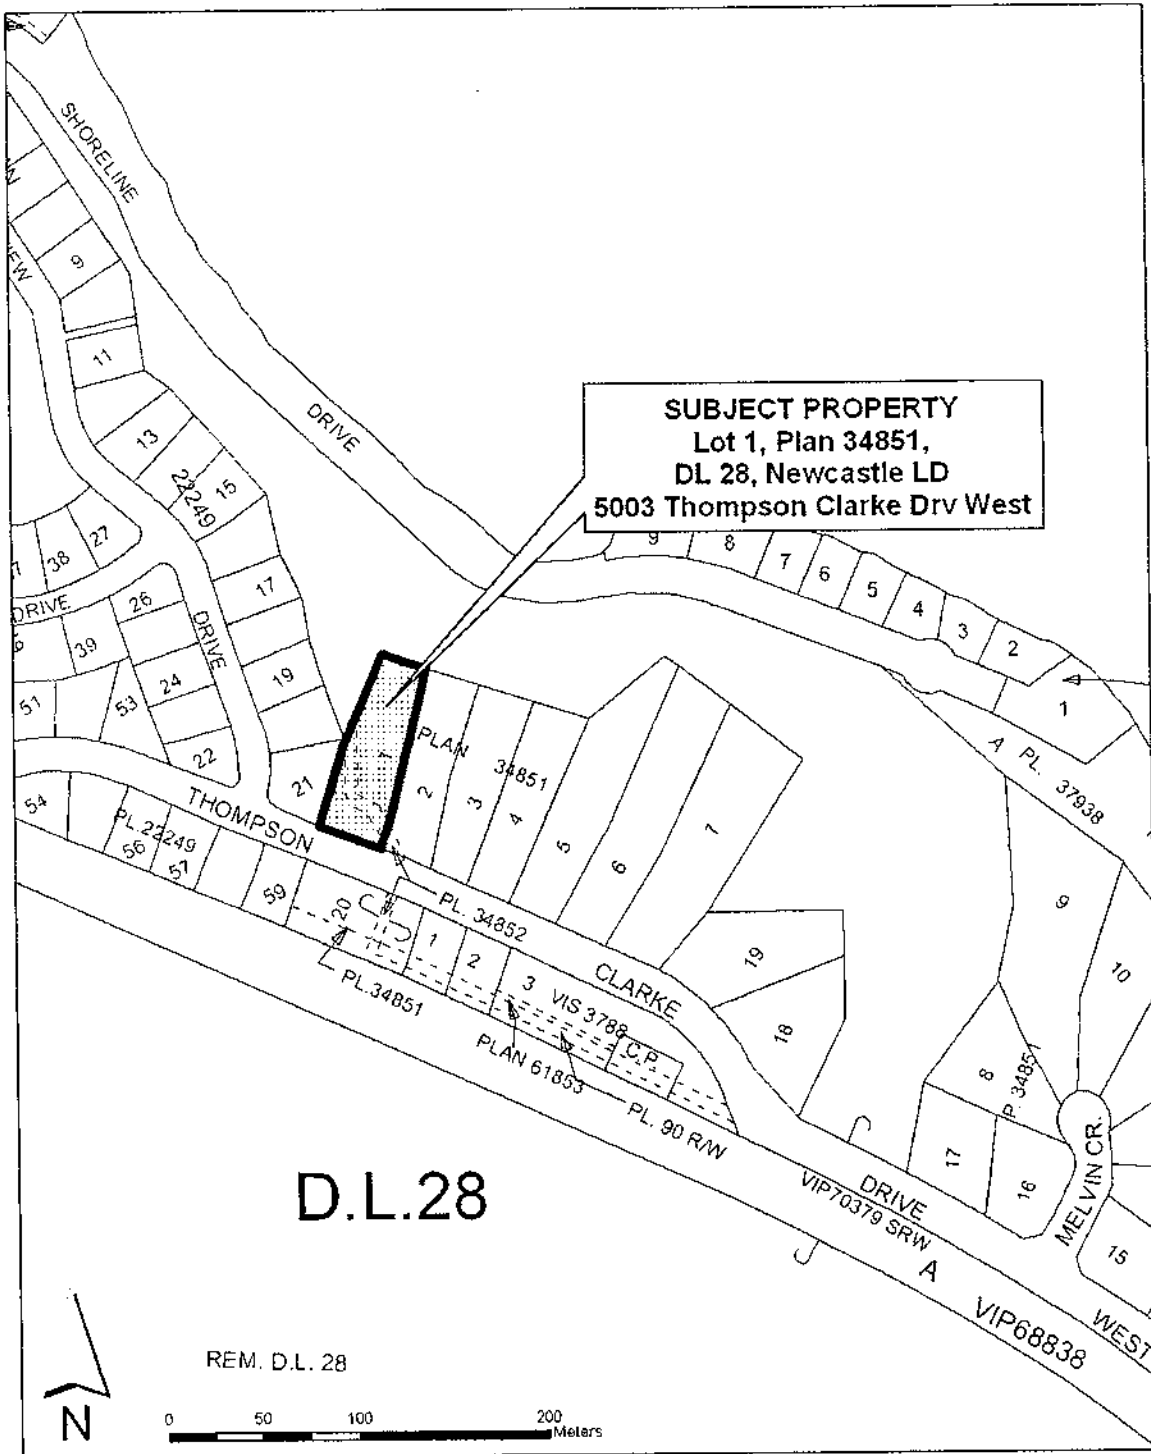 SHORELINE
DRIVE
9
11
13
22249
15
27
38
DRIVE
26
39
DRIVE
17
19
24
51
53
22
21
54
THOMPSON
PL.22249
56
57
59
SUBJECT PROPERTY
Lot 1, Plan 34851,
DL 28, Newcastle LD
5003 Thompson Clarke Drv West
9
8
7
6
5
4
3
2
1
A
PL. 37938
PLAN
34851
1
2
3
4
5
6
7
20
PL. 34852
PL.34851
1
2
3
VIS 3788
C.P.
CLARKE
PLAN 61853
PL. 90 R/W
19
18
9
10
8
P. 34851
17
16
15
MELVIN CR.
DRIVE
VIP70379 SRW
A
VIP68838
WEST
D.L.28
REM. D.L. 28
N
0 50 100 200
Meters